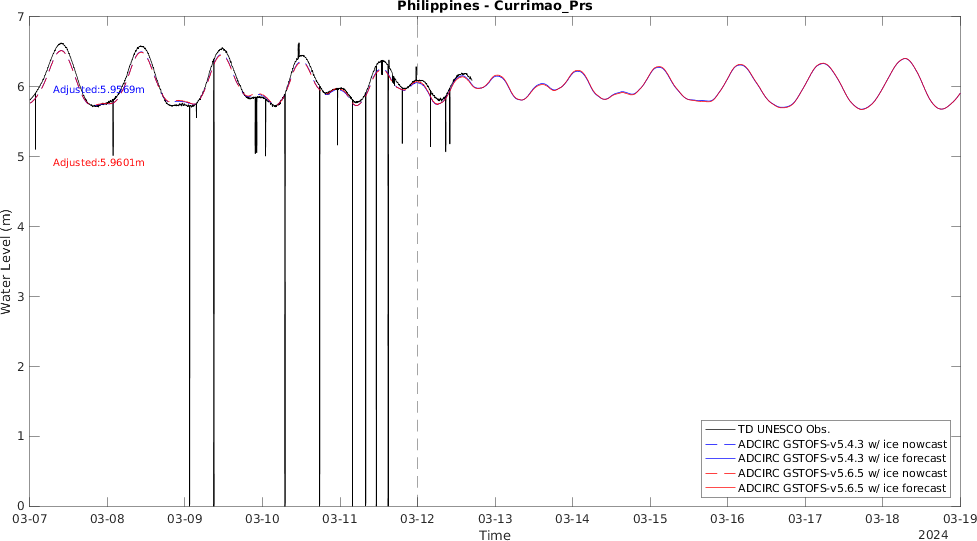 Philippines - Currimao_Prs
Water Level (m)
7
6
5
4
3
2
1
0
Adjusted:5.9569m
Adjusted:5.9601m
TD UNESCO Obs.
ADCIRC GSTOFS-v5.4.3 w/ ice nowcast
ADCIRC GSTOFS-v5.4.3 w/ ice forecast
ADCIRC GSTOFS-v5.6.5 w/ ice nowcast
ADCIRC GSTOFS-v5.6.5 w/ ice forecast
03-07 03-08 03-09 03-10 03-11 03-12 03-13 03-14 03-15 03-16 03-17 03-18 03-19
Time
2024